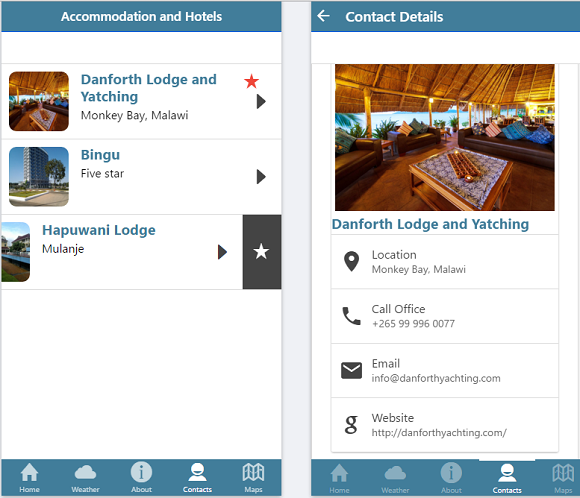 Accommodation and Hotels
Danforth Lodge and
Yatching
Monkey Bay, Malawi
Bingu
Five star
Hapuwani Lodge
Mulanje
Home
Weather
About
Contacts
Maps
Contact Details
Danforth Lodge and Yatching
Location
Monkey Bay, Malawi
Call Office
+265 99 996 0077
Email
info@danforthyachting.com
Website
http://danforthyachting.com/
Home
Weather
About
Contacts
Maps